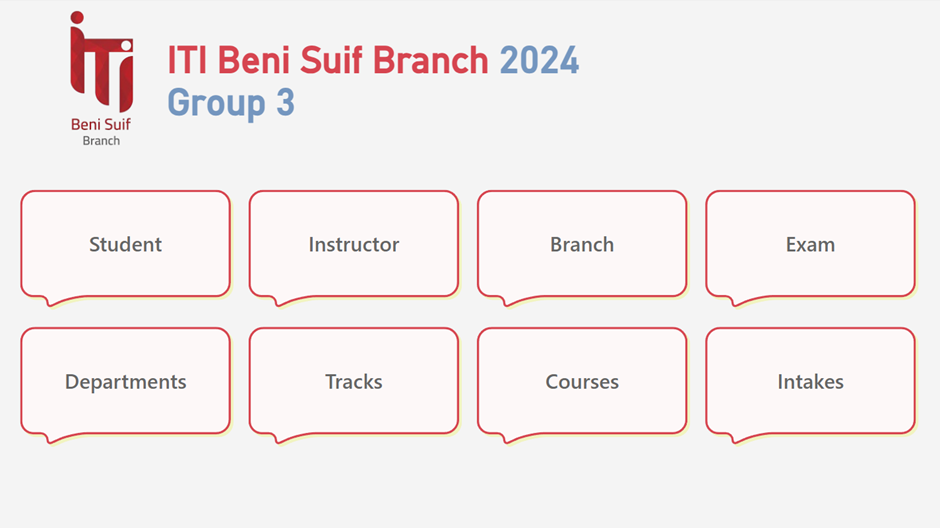 iTi
Beni Suif
Branch
ITI Beni Suif Branch 2024
Group 3
Student
Instructor
Branch
Exam
Departments
Tracks
Courses
Intakes